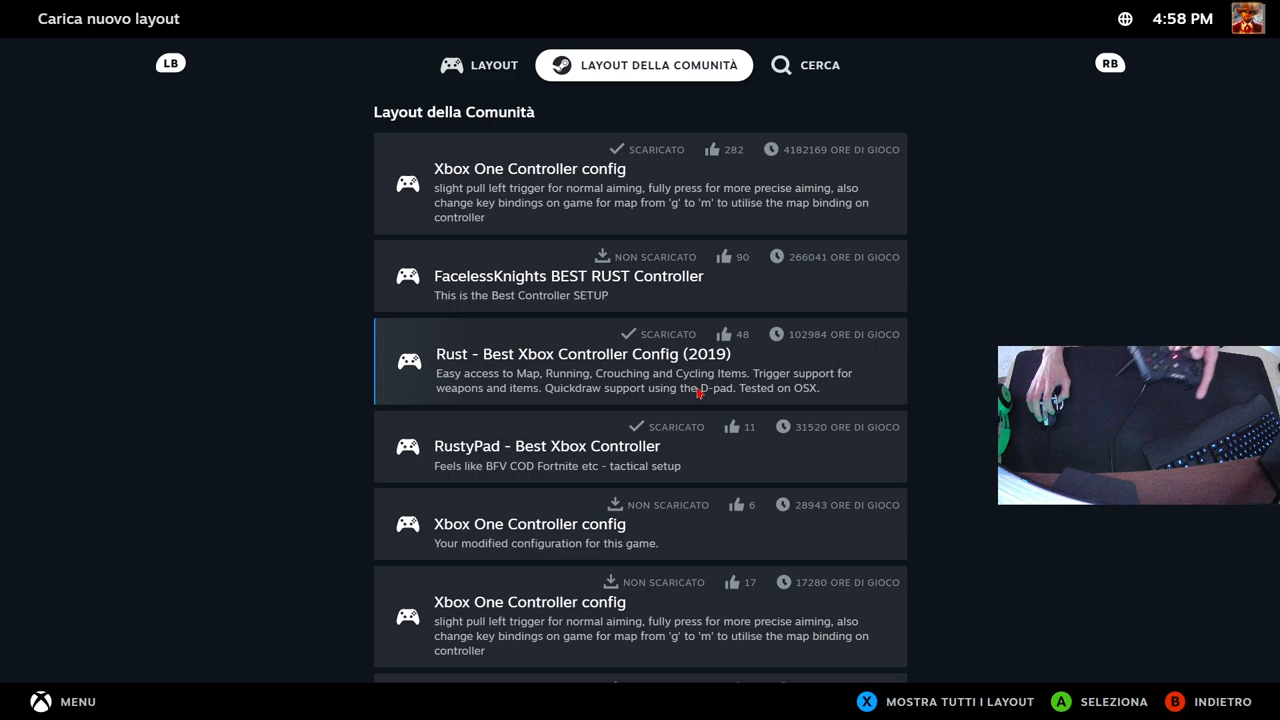 Carica nuovo layout
4:58 PM
LB
LAYOUT
LAYOUT DELLA COMUNITÀ
CERCA
RB
Layout della Comunità
SCARICATO 282 4182169 ORE DI GIOCO
Xbox One Controller config
slight pull left trigger for normal aiming, fully press for more precise aiming, also
change key bindings on game for map from 'g' to 'm' to utilise the map binding on
controller
NON SCARICATO 90 266041 ORE DI GIOCO
FacelessKnights BEST RUST Controller
This is the Best Controller SETUP
SCARICATO 48 102984 ORE DI GIOCO
Rust - Best Xbox Controller Config (2019)
Easy access to Map, Running, Crouching and Cycling Items. Trigger support for
weapons and items. Quickdraw support using the D-pad. Tested on OSX.
SCARICATO 11 31520 ORE DI GIOCO
RustyPad - Best Xbox Controller
Feels like BFV COD Fortnite etc - tactical setup
NON SCARICATO 6 28943 ORE DI GIOCO
Xbox One Controller config
Your modified configuration for this game.
NON SCARICATO 17 17280 ORE DI GIOCO
Xbox One Controller config
slight pull left trigger for normal aiming, fully press for more precise aiming, also
change key bindings on game for map from 'g' to 'm' to utilise the map binding on
controller
MENU
X MOSTRA TUTTI I LAYOUT
A SELEZIONA
B INDIETRO